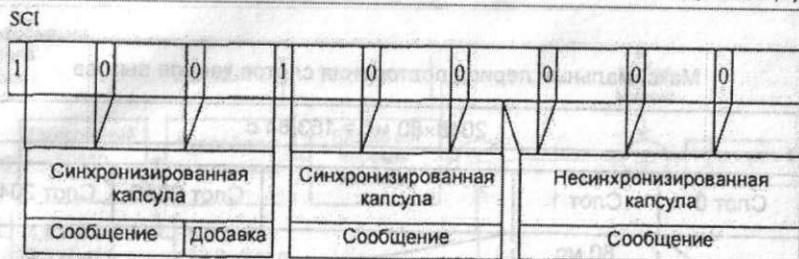 SCI
1 0 0 1 0 0 0 0 0
Синхронизированная капсула Синхронизированная капсула Несинхронизированная капсула
Сообщение Добавка Сообщение Сообщение